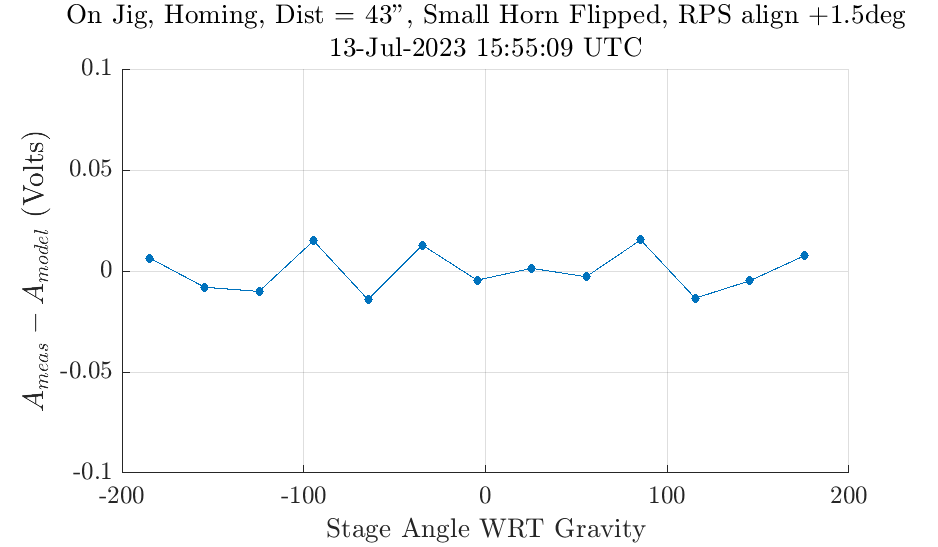 On Jig, Homing, Dist = 43”, Small Horn Flipped, RPS align +1.5deg
13-Jul-2023 15:55:09 UTC
0.1
0.05
0
-0.05
-0.1
A_meas − A_model (Volts)
-200 -100 0 100 200
Stage Angle WRT Gravity